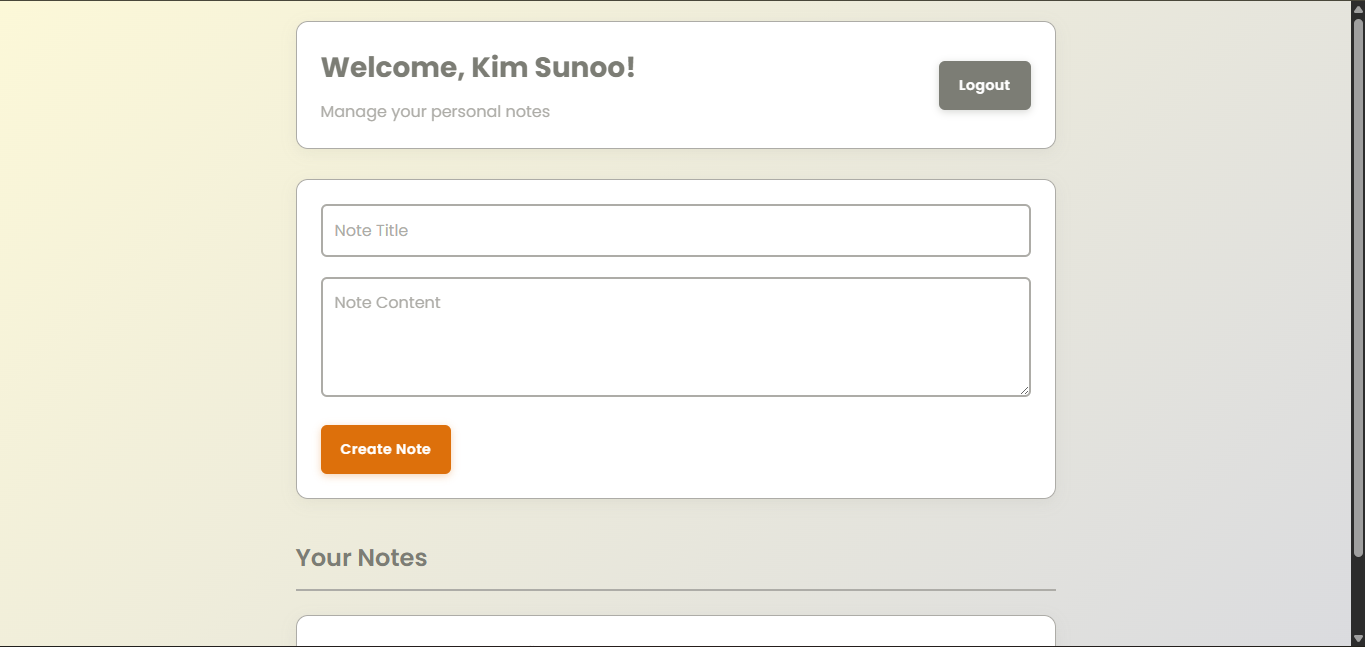 Welcome, Kim Sunoo!
Manage your personal notes
Logout
Note Title
Note Content
Create Note
Your Notes